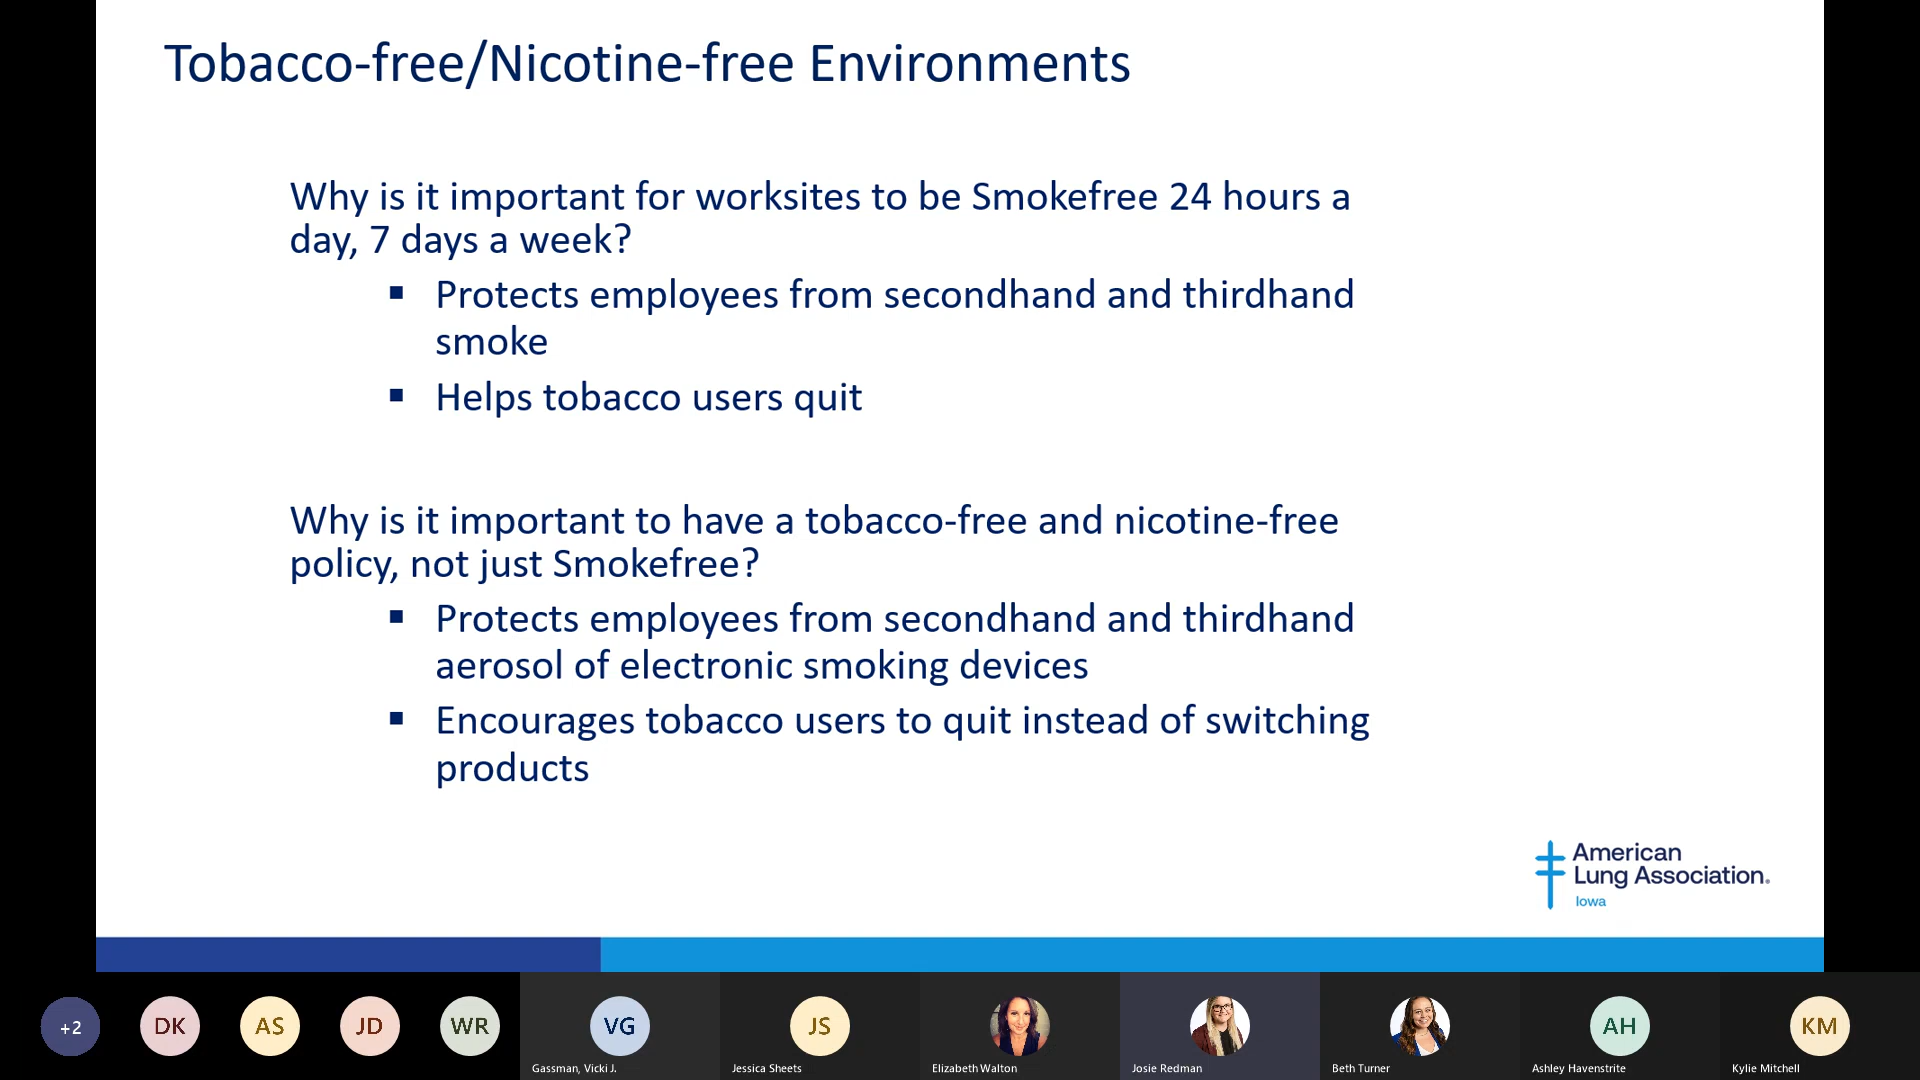 Tobacco-free/Nicotine-free Environments
Why is it important for worksites to be Smokefree 24 hours a
day, 7 days a week?
▪ Protects employees from secondhand and thirdhand
smoke
▪ Helps tobacco users quit
Why is it important to have a tobacco-free and nicotine-free
policy, not just Smokefree?
▪ Protects employees from secondhand and thirdhand
aerosol of electronic smoking devices
▪ Encourages tobacco users to quit instead of switching
products
American
Lung Association.
Iowa
+2
DK
AS
JD
WR
VG
Gassman, Vicki J.
JS
Jessica Sheets
Elizabeth Walton
Josie Redman
Beth Turner
AH
Ashley Havenstrite
KM
Kylie Mitchell